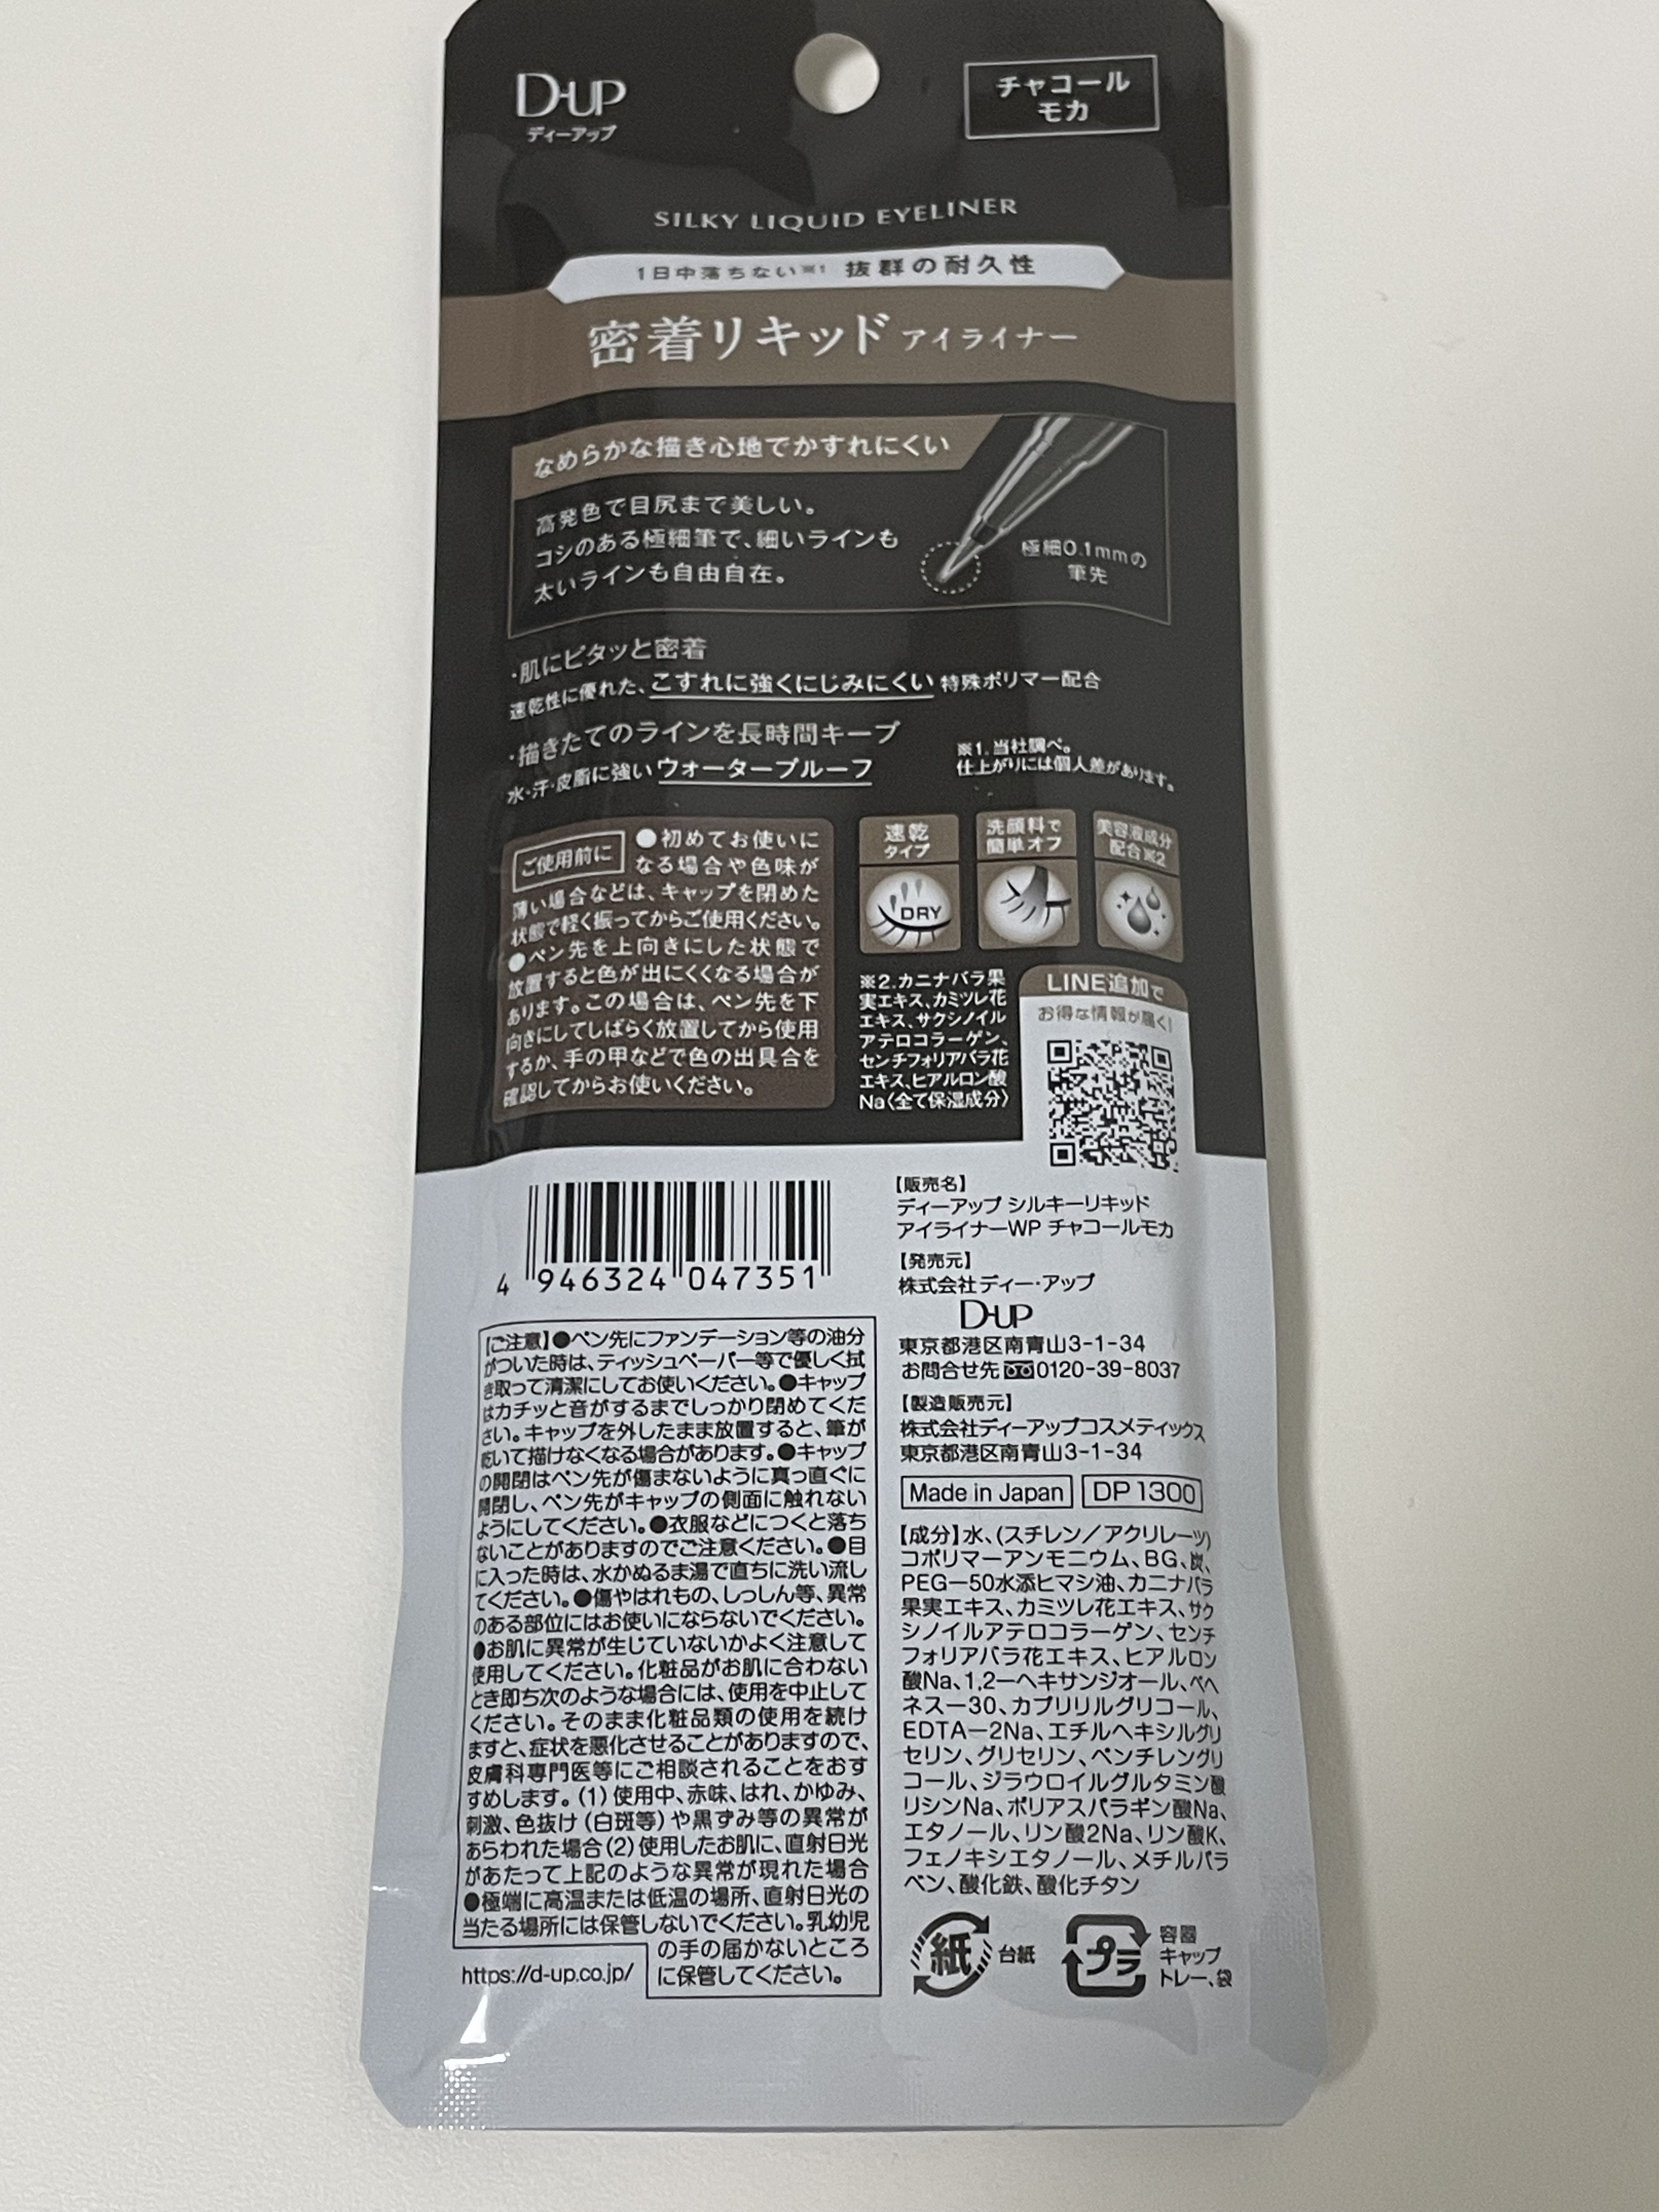 D-UP
ディーアップ
チャコール
モカ
SILKY LIQUID EYELINER
1日中落ちない※1 抜群の耐久性
密着リキッドアイライナー
なめらかな描き心地でかすれにくい
高発色で目尻まで美しい。
コシのある極細筆で、細いラインも
太いラインも自由自在。
極細0.1mmの
筆先
・肌にピタッと密着
速乾性に優れた、こすれに強くにじみにくい 特殊ポリマー配合
・描きたてのラインを長時間キープ
水・汗・皮脂に強いウォータープルーフ
※1. 当社調べ。
仕上がりには個人差があります。
ご使用前に
●初めてお使いに
なる場合や色味が
薄い場合などは、キャップを閉めた
状態で軽く振ってからご使用ください。
●ペン先を上向きにした状態で
放置すると色が出にくくなる場合が
あります。この場合は、ペン先を下
向きにしてしばらく放置してから使用
するか、手の甲などで色の出具合を
確認してからお使いください。
速乾
タイプ
DRY
洗顔料で
簡単オフ
美容液成分
配合※2
※2.カニナバラ果
実エキス、カミツレ花
エキス、サクシノイル
アテロコラーゲン、
センチフォリアバラ花
エキス、ヒアルロン酸
Na〈全て保湿成分〉
LINE追加で
お得な情報が届く!
4 946324 047351
【販売名】
ディーアップ シルキーリキッド
アイライナーWP チャコールモカ
【発売元】
株式会社ディー・アップ
D-UP
東京都港区南青山3-1-34
お問合せ先 0120-39-8037
【製造販売元】
株式会社ディーアップコスメティックス
東京都港区南青山3-1-34
Made in Japan
DP 1300
【ご注意】●ペン先にファンデーション等の油分
がついた時は、ティッシュペーパー等で優しく拭
き取って清潔にしてお使いください。●キャップ
はカチッと音がするまでしっかり閉めてくだ
さい。キャップを外したまま放置すると、筆が
乾いて描けなくなる場合があります。●キャップ
の開閉はペン先が傷まないように真っ直ぐに
開閉し、ペン先がキャップの側面に触れない
ようにしてください。●衣服などにつくと落ち
ないことがありますのでご注意ください。●目
に入った時は、水かぬるま湯で直ちに洗い流し
てください。●傷やはれもの、しっしん等、異常
のある部位にはお使いにならないでください。
●お肌に異常が生じていないかよく注意して
使用してください。化粧品がお肌に合わない
とき即ち次のような場合には、使用を中止して
ください。そのまま化粧品類の使用を続け
ますと、症状を悪化させることがありますので、
皮膚科専門医等にご相談されることをおす
すめします。(1)使用中、赤味、はれ、かゆみ、
刺激、色抜け(白斑等)や黒ずみ等の異常が
あらわれた場合(2)使用したお肌に、直射日光
があたって上記のような異常が現れた場合
●極端に高温または低温の場所、直射日光の
当たる場所には保管しないでください。乳幼児
の手の届かないところ
に保管してください。
https://d-up.co.jp/
【成分】水、(スチレン/アクリレーツ)
コポリマーアンモニウム、BG、炭、
PEG-50水添ヒマシ油、カニナバラ
果実エキス、カミツレ花エキス、サク
シノイルアテロコラーゲン、センチ
フォリアバラ花エキス、ヒアルロン
酸Na、1,2-ヘキサンジオール、ベヘ
ネス-30、カプリリルグリコール、
EDTA-2Na、エチルヘキシルグリ
セリン、グリセリン、ペンチレングリ
コール、ジラウロイルグルタミン酸
リシンNa、ポリアスパラギン酸Na、
エタノール、リン酸2Na、リン酸K、
フェノキシエタノール、メチルパラ
ベン、酸化鉄、酸化チタン
紙 台紙
プラ
容器
キャップ
トレー、袋